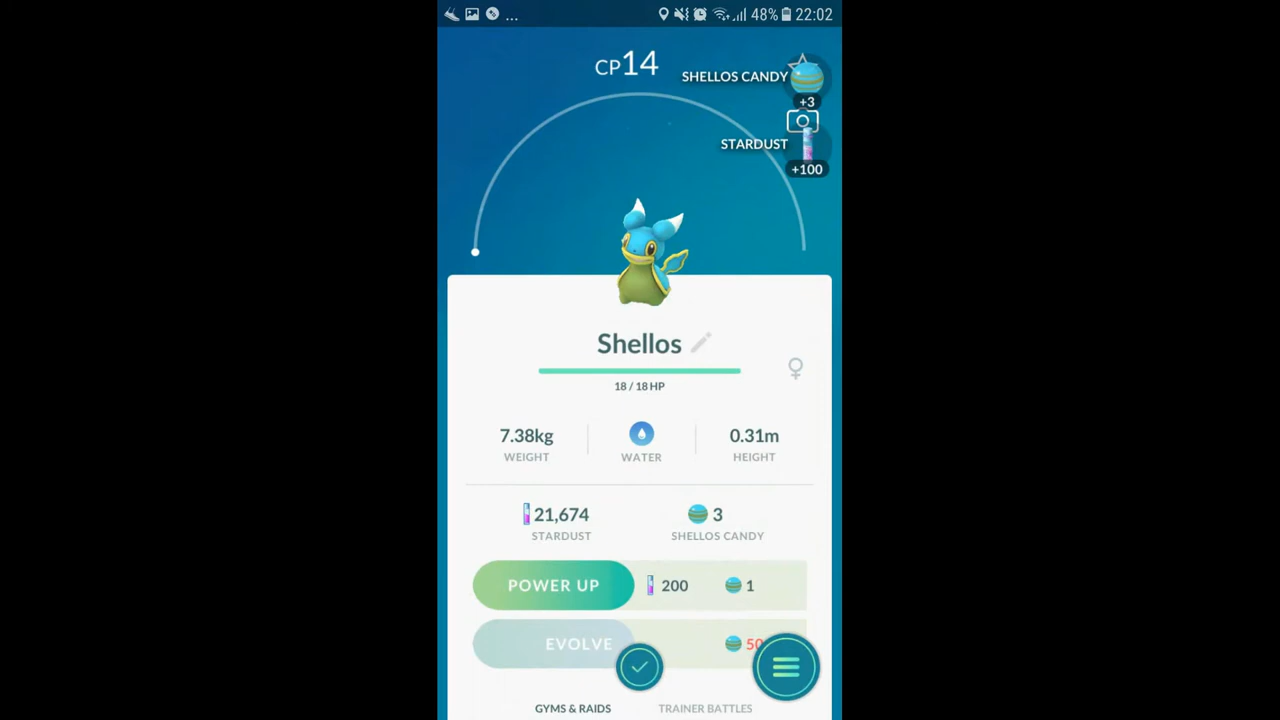 ... 48% 22:02
CP14
SHELLOS CANDY
+3
STARDUST
+100
Shellos
18 / 18 HP
7.38kg 0.31m
WEIGHT WATER HEIGHT
21,674 3
STARDUST SHELLOS CANDY
POWER UP 200 1
EVOLVE 50
GYMS & RAIDS TRAINER BATTLES